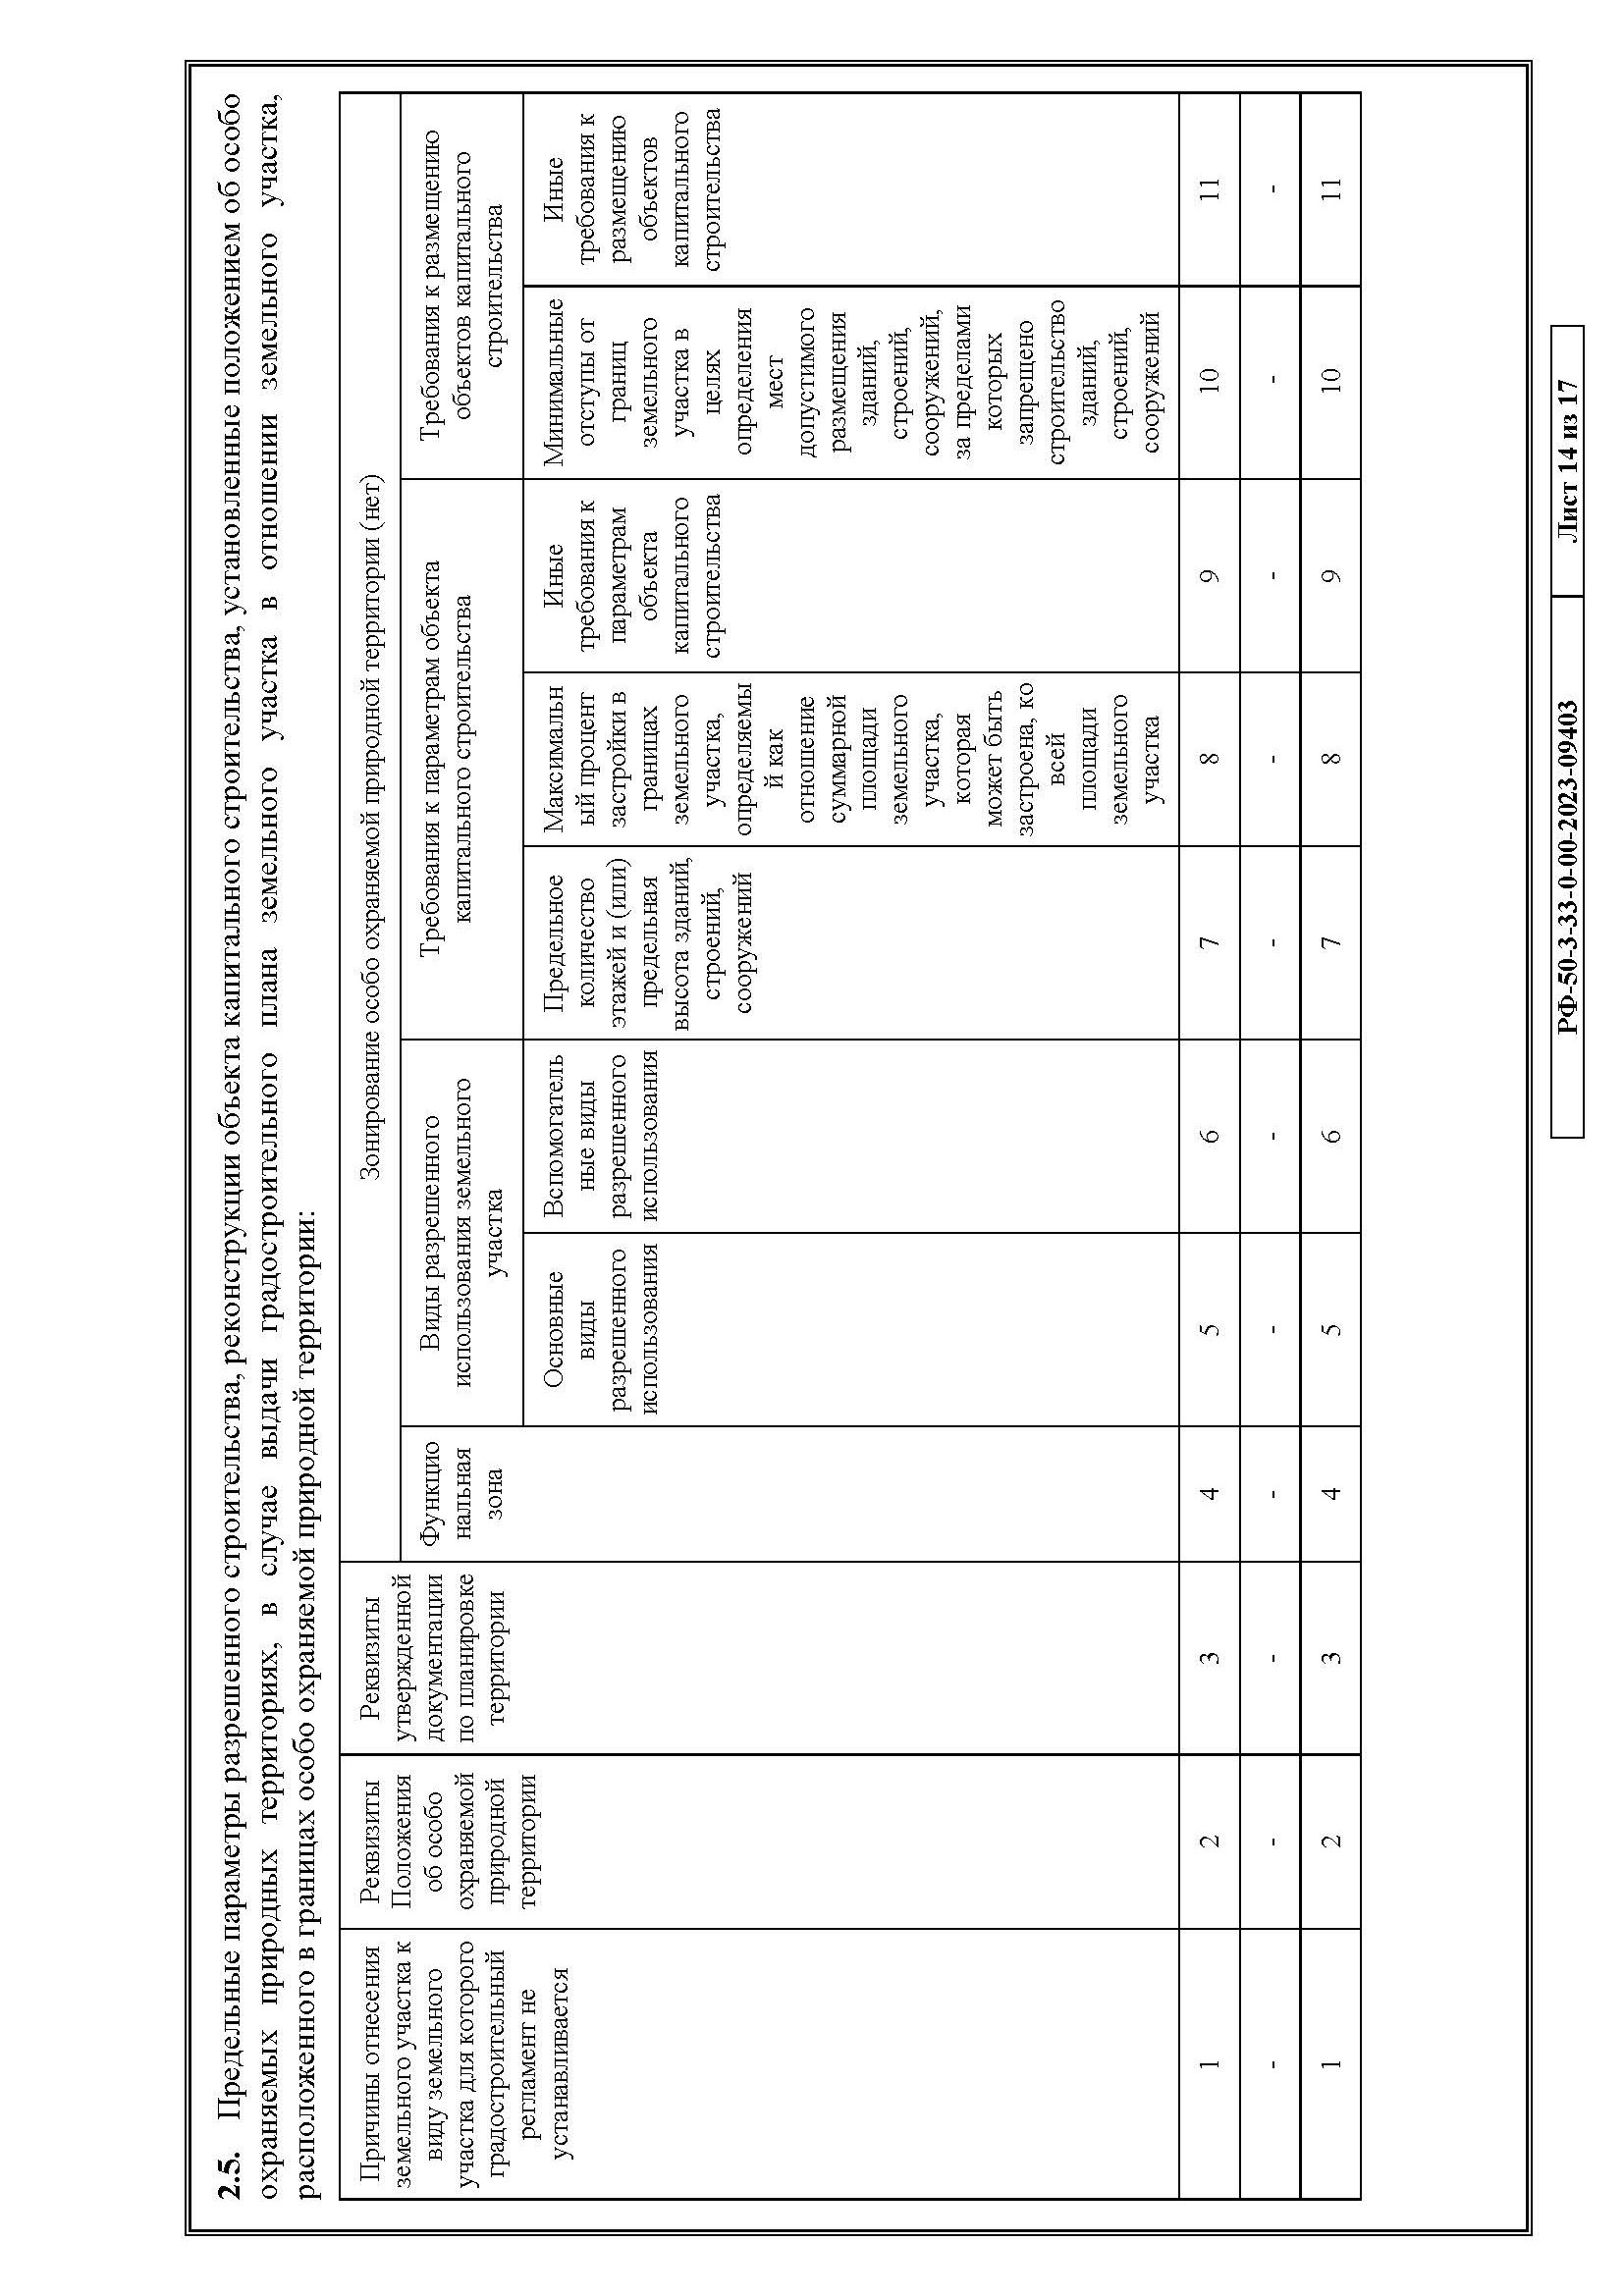 2.5. Предельные параметры разрешенного строительства, реконструкции объекта капитального строительства, установленные положением об особо
охраняемых природных территориях, в случае выдачи градостроительного плана земельного участка в отношении земельного участка,
расположенного в границах особо охраняемой природной территории:
Причины отнесения
земельного участка к
виду земельного
участка для которого
градостроительный
регламент не
устанавливается
Реквизиты
Положения
об особо
охраняемой
природной
территории
Реквизиты
утвержденной
документации
по планировке
территории
Зонирование особо охраняемой природной территории (нет)
Функцио
нальная
зона
Виды разрешенного
использования земельного
участка
Требования к параметрам объекта
капитального строительства
Требования к размещению
объектов капитального
строительства
Основные
виды
разрешенного
использования
Вспомогатель
ные виды
разрешенного
использования
Предельное
количество
этажей и (или)
предельная
высота зданий,
строений,
сооружений
Максимальн
ый процент
застройки в
границах
земельного
участка,
определяемы
й как
отношение
суммарной
площади
земельного
участка,
которая
может быть
застроена, ко
всей
площади
земельного
участка
Иные
требования к
параметрам
объекта
капитального
строительства
Минимальные
отступы от
границ
земельного
участка в
целях
определения
мест
допустимого
размещения
зданий,
строений,
сооружений,
за пределами
которых
запрещено
строительство
зданий,
строений,
сооружений
Иные
требования к
размещению
объектов
капитального
строительства
1 2 3 4 5 6 7 8 9 10 11
- - - - - - - - - - -
1 2 3 4 5 6 7 8 9 10 11
РФ-50-3-33-0-00-2023-09403 Лист 14 из 17